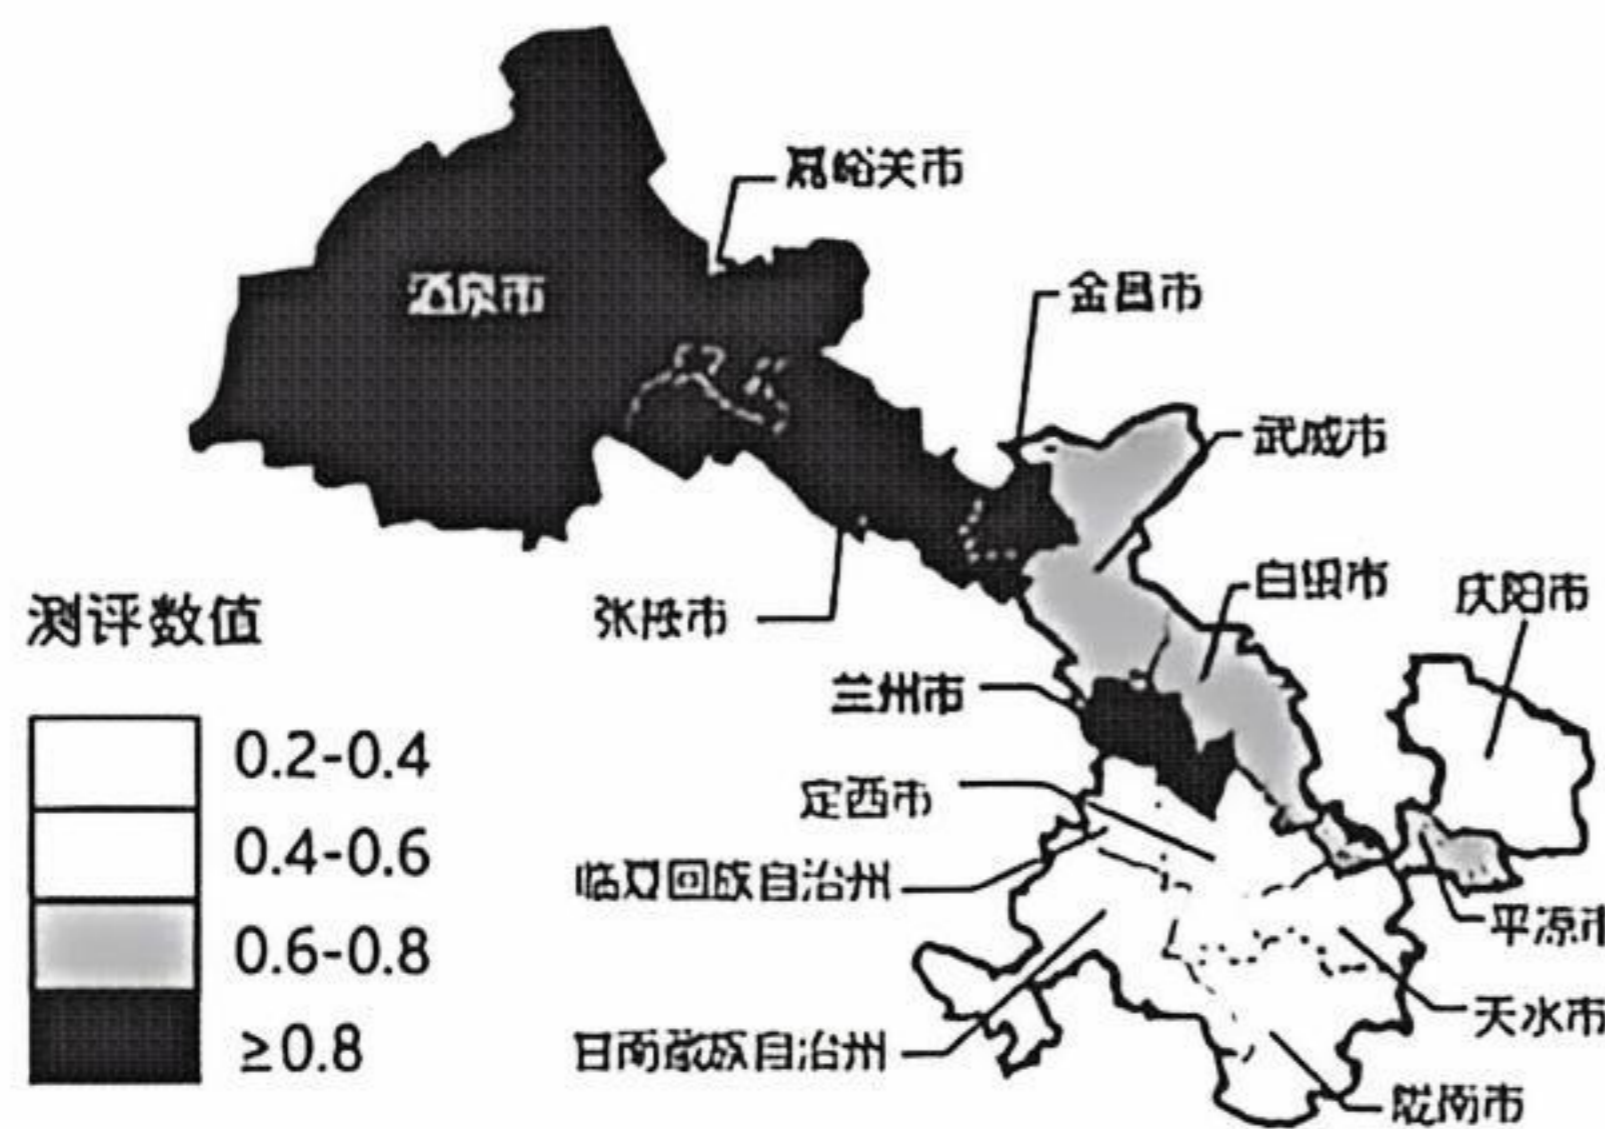 嘉峪关市
酒泉市
金昌市
武威市
白银市
庆阳市
张掖市
测评数值
兰州市
0.2-0.4
定西市
0.4-0.6
临夏回族自治州
平凉市
0.6-0.8
天水市
≥0.8
甘南藏族自治州
陇南市